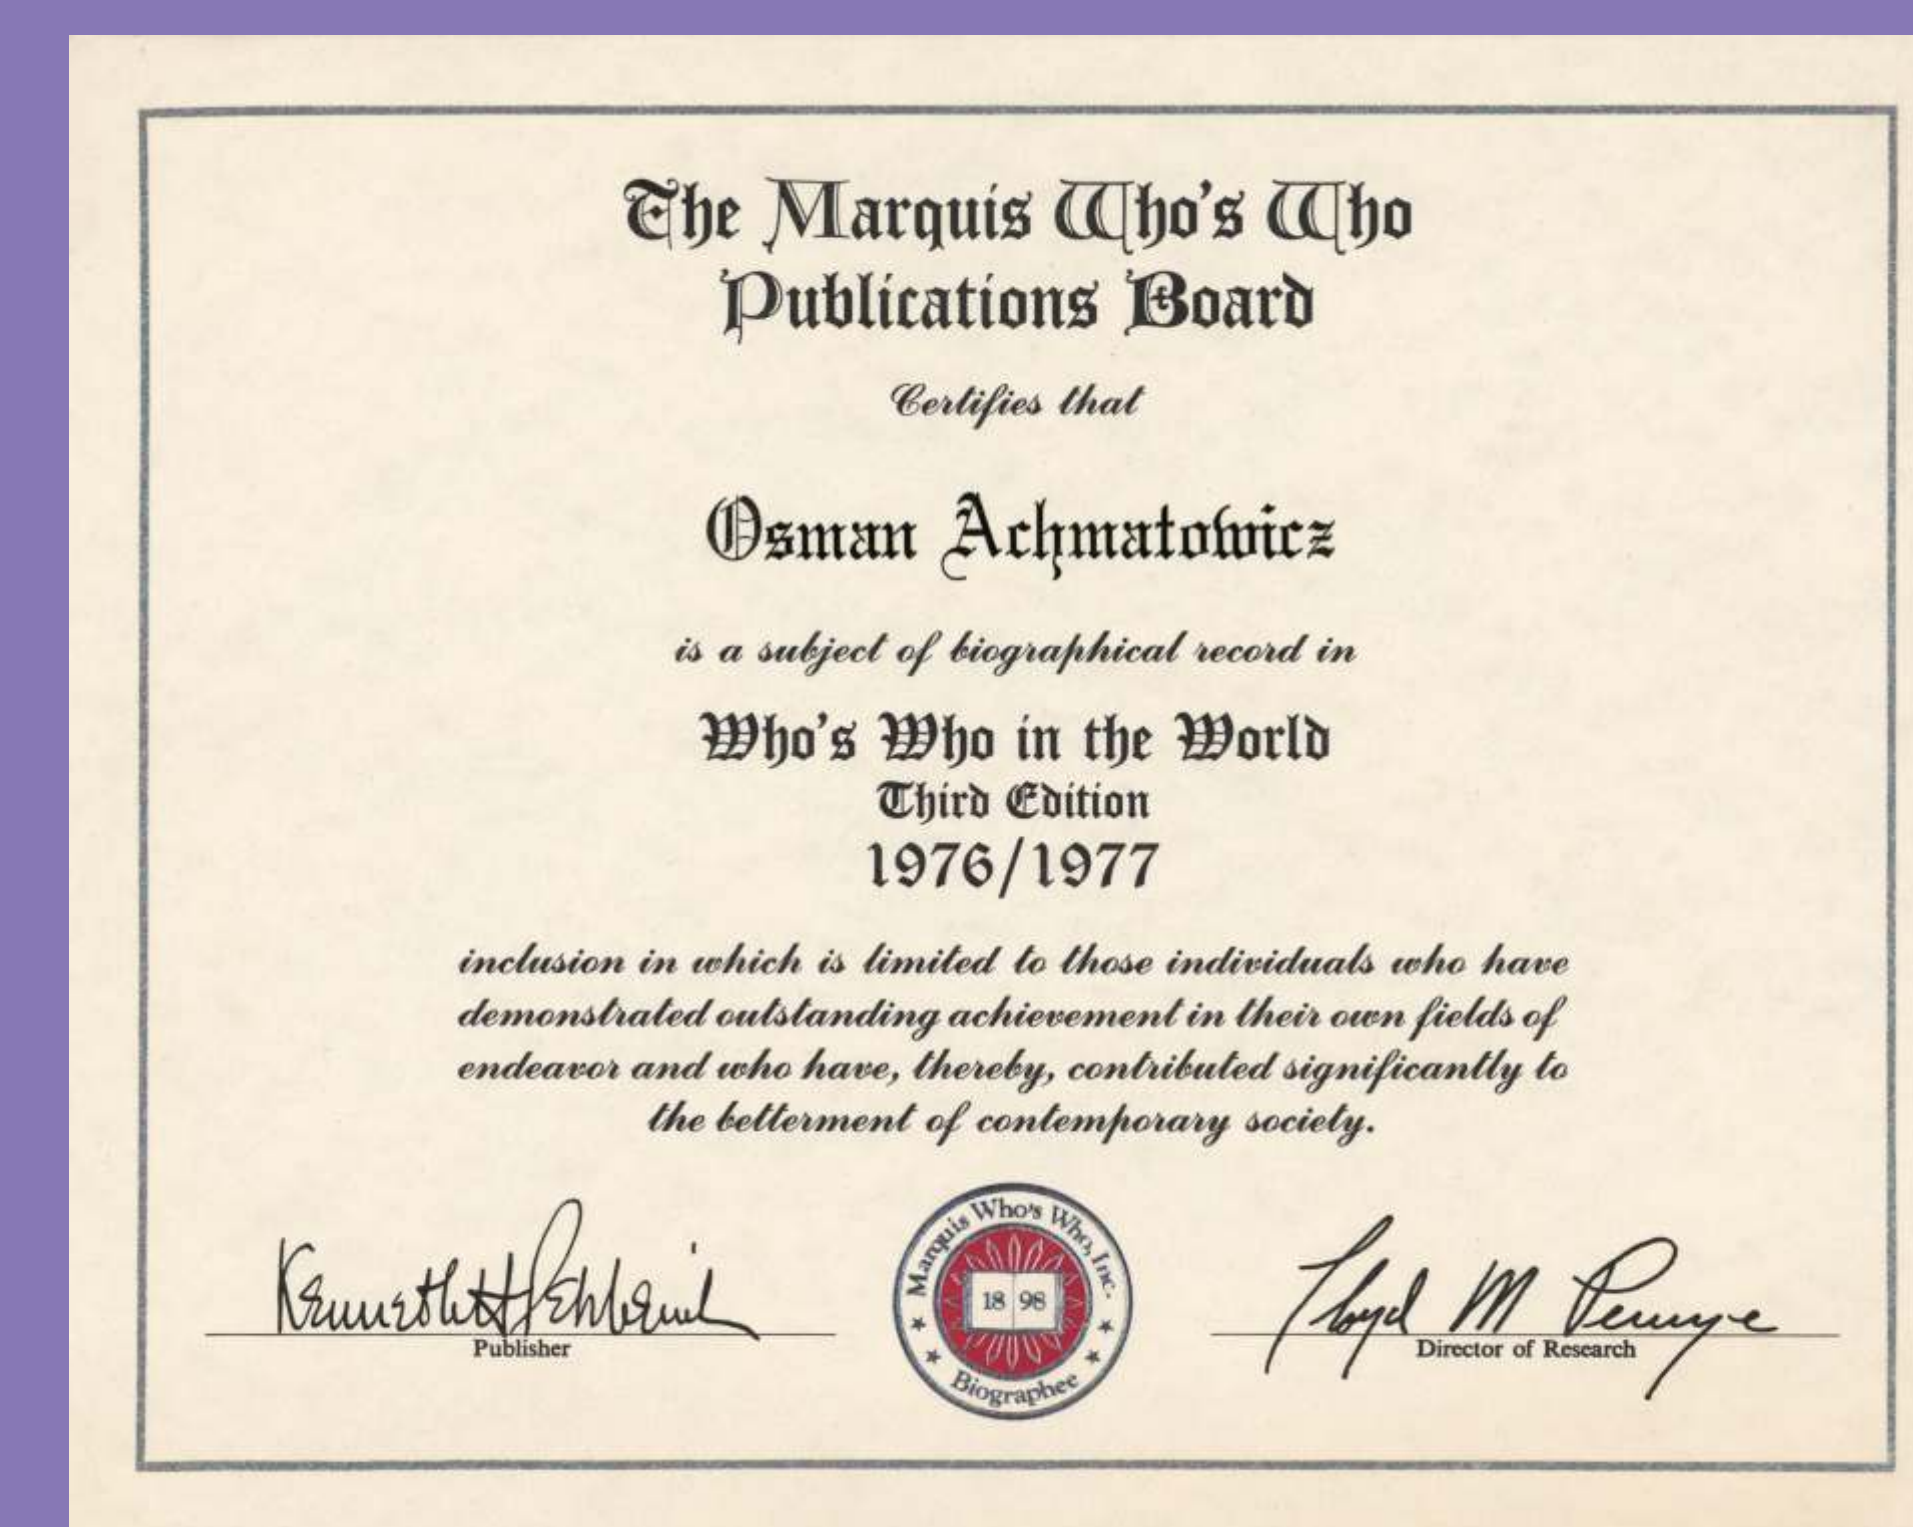 The Marquis Who's Who
Publications Board
Certifies that
Osman Achmatowicz
is a subject of biographical record in
Who's Who in the World
Third Edition
1976/1977
inclusion in which is limited to those individuals who have
demonstrated outstanding achievement in their own fields of
endeavor and who have, thereby, contributed significantly to
the betterment of contemporary society.
Marquis Who's Who, Inc.
18 98
Biographee
Kenneth H
Publisher
Lloyd M
Director of Research